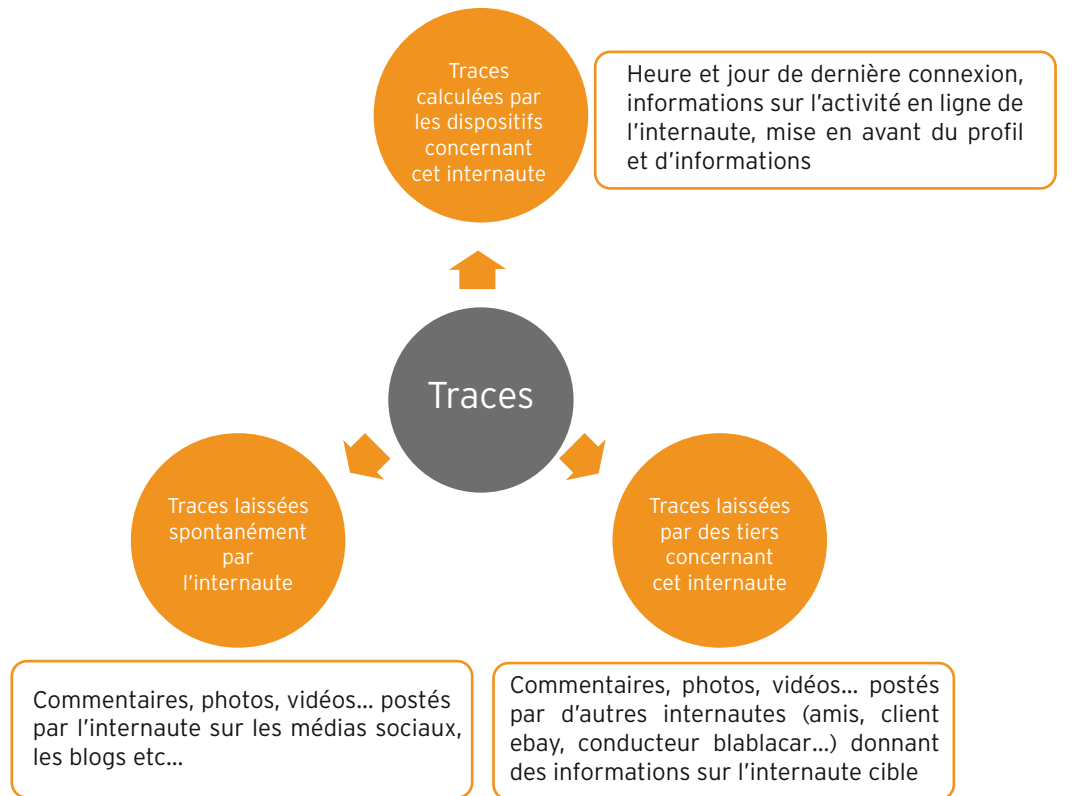 Traces
calculées par
les dispositifs
concernant
cet internaute
Heure et jour de dernière connexion,
informations sur l'activité en ligne de
l'internaute, mise en avant du profil
et d'informations
Traces
Traces laissées
spontanément
par
l'internaute
Traces laissées
par des tiers
concernant
cet internaute
Commentaires, photos, vidéos... postés
par l'internaute sur les médias sociaux,
les blogs etc...
Commentaires, photos, vidéos... postés
par d'autres internautes (amis, client
ebay, conducteur blablacar...) donnant
des informations sur l'internaute cible